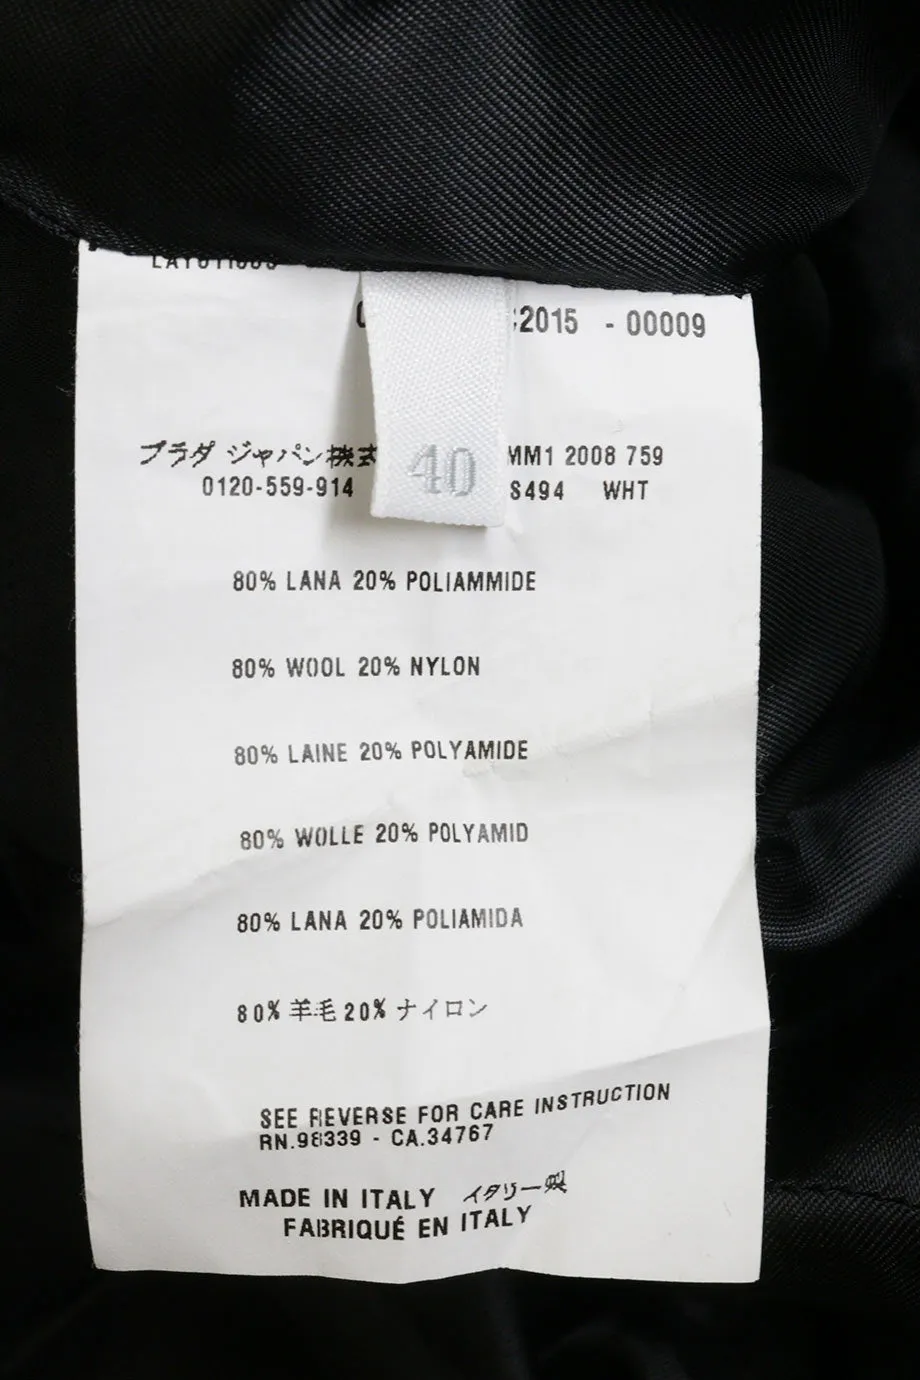 2015 - 00009
40
プラダ ジャパン株式 MM1 2008 759
0120-559-914 S494 WHT
80% LANA 20% POLIAMMIDE
80% WOOL 20% NYLON
80% LAINE 20% POLYAMIDE
80% WOLLE 20% POLYAMID
80% LANA 20% POLIAMIDA
80% 羊毛 20% ナイロン
SEE REVERSE FOR CARE INSTRUCTION
RN.98339 - CA.34767
MADE IN ITALY イタリー製
FABRIQUÉ EN ITALY